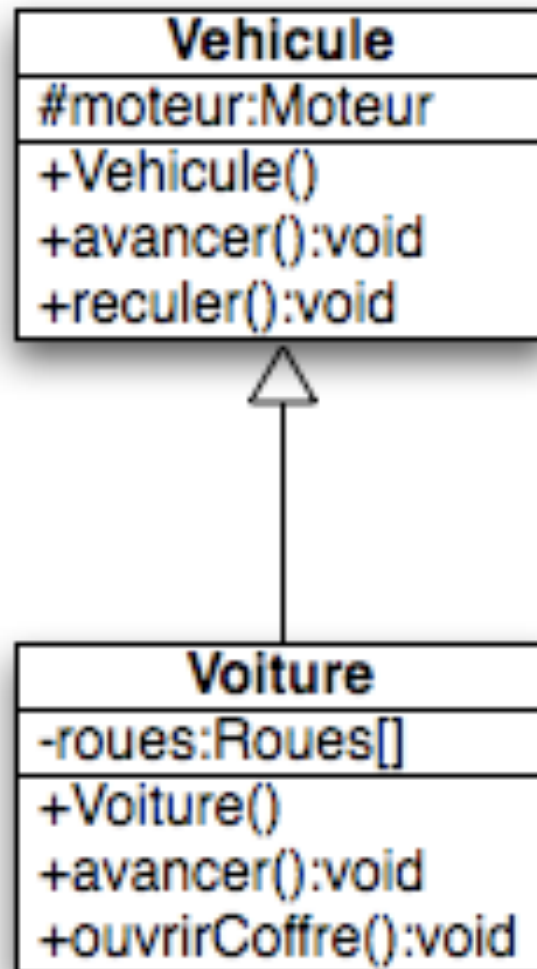 Vehicule
#moteur:Moteur
+Vehicule()
+avancer():void
+reculer():void
Voiture
-roues:Roues[]
+Voiture()
+avancer():void
+ouvrirCoffre():void